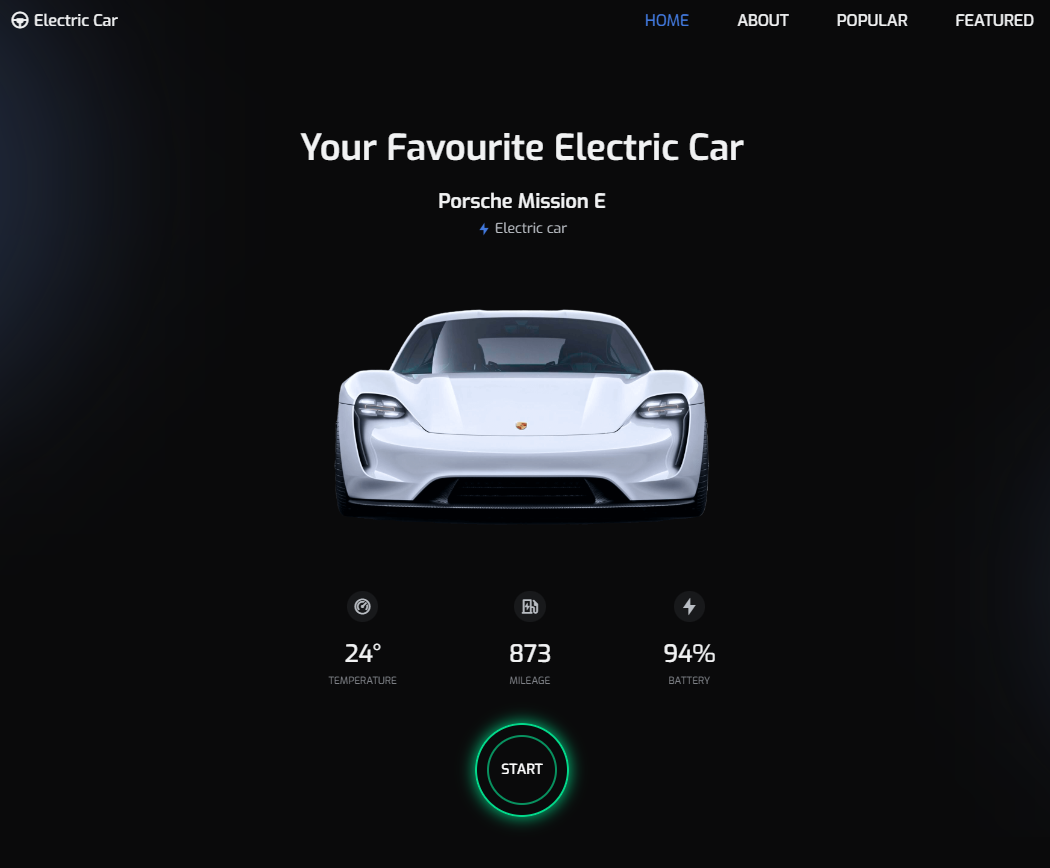 Electric Car
HOME ABOUT POPULAR FEATURED
Your Favourite Electric Car
Porsche Mission E
Electric car
24° 873 94%
TEMPERATURE MILEAGE BATTERY
START